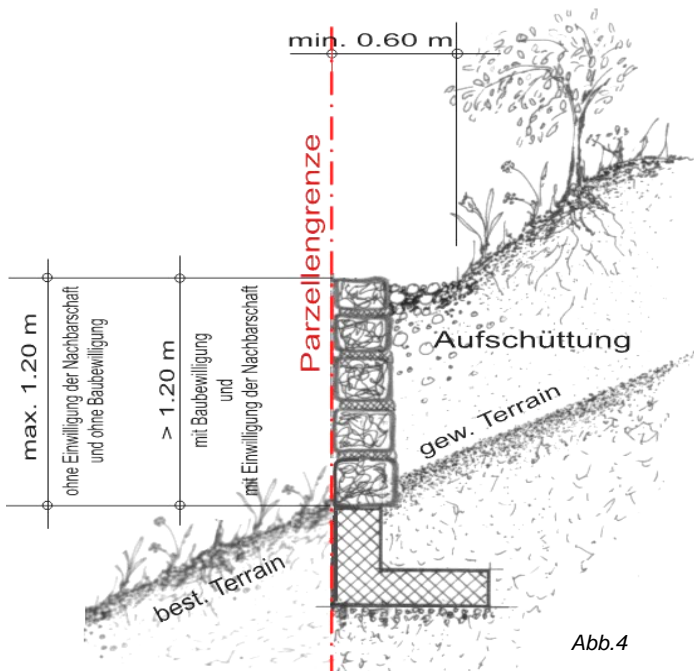 min. 0.60 m
Parzellengrenze
max. 1.20 m
ohne Einwilligung der Nachbarschaft
und ohne Baubewilligung
> 1.20 m
mit Baubewilligung
und
mit Einwilligung der Nachbarschaft
Aufschüttung
gew. Terrain
best. Terrain
Abb.4